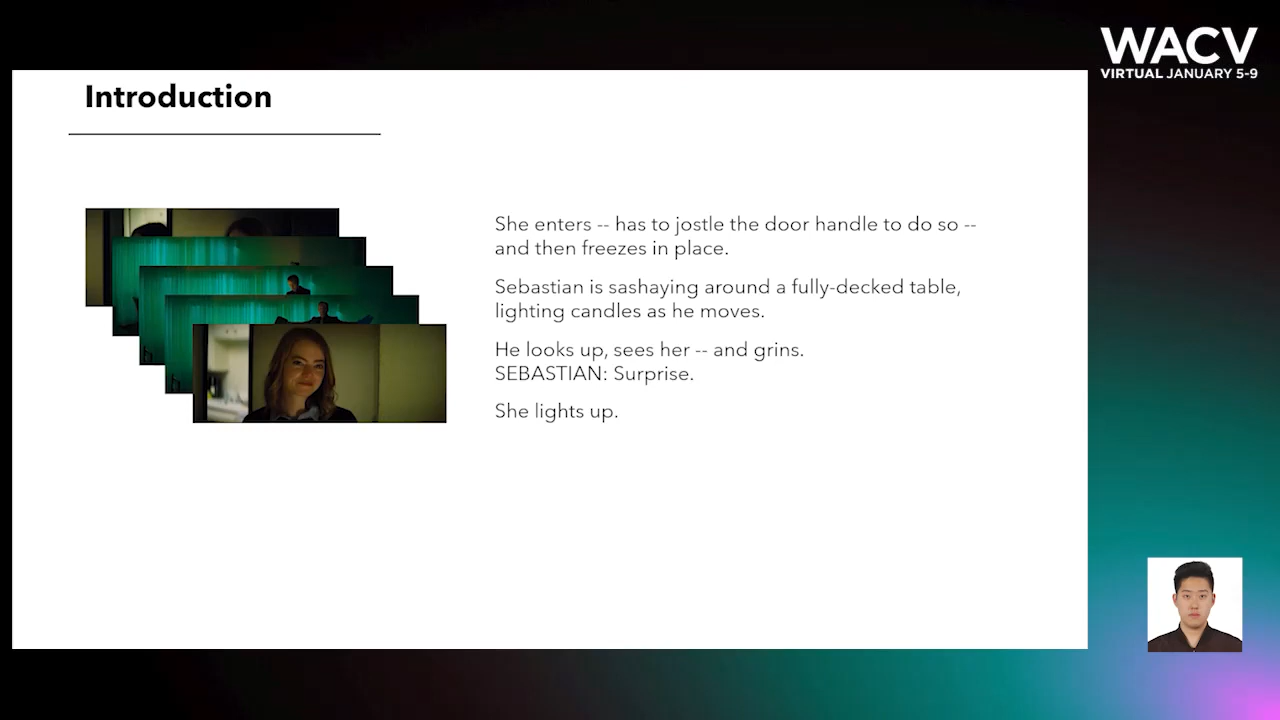 WACV
VIRTUAL JANUARY 5-9
Introduction
She enters -- has to jostle the door handle to do so --
and then freezes in place.
Sebastian is sashaying around a fully-decked table,
lighting candles as he moves.
He looks up, sees her -- and grins.
SEBASTIAN: Surprise.
She lights up.